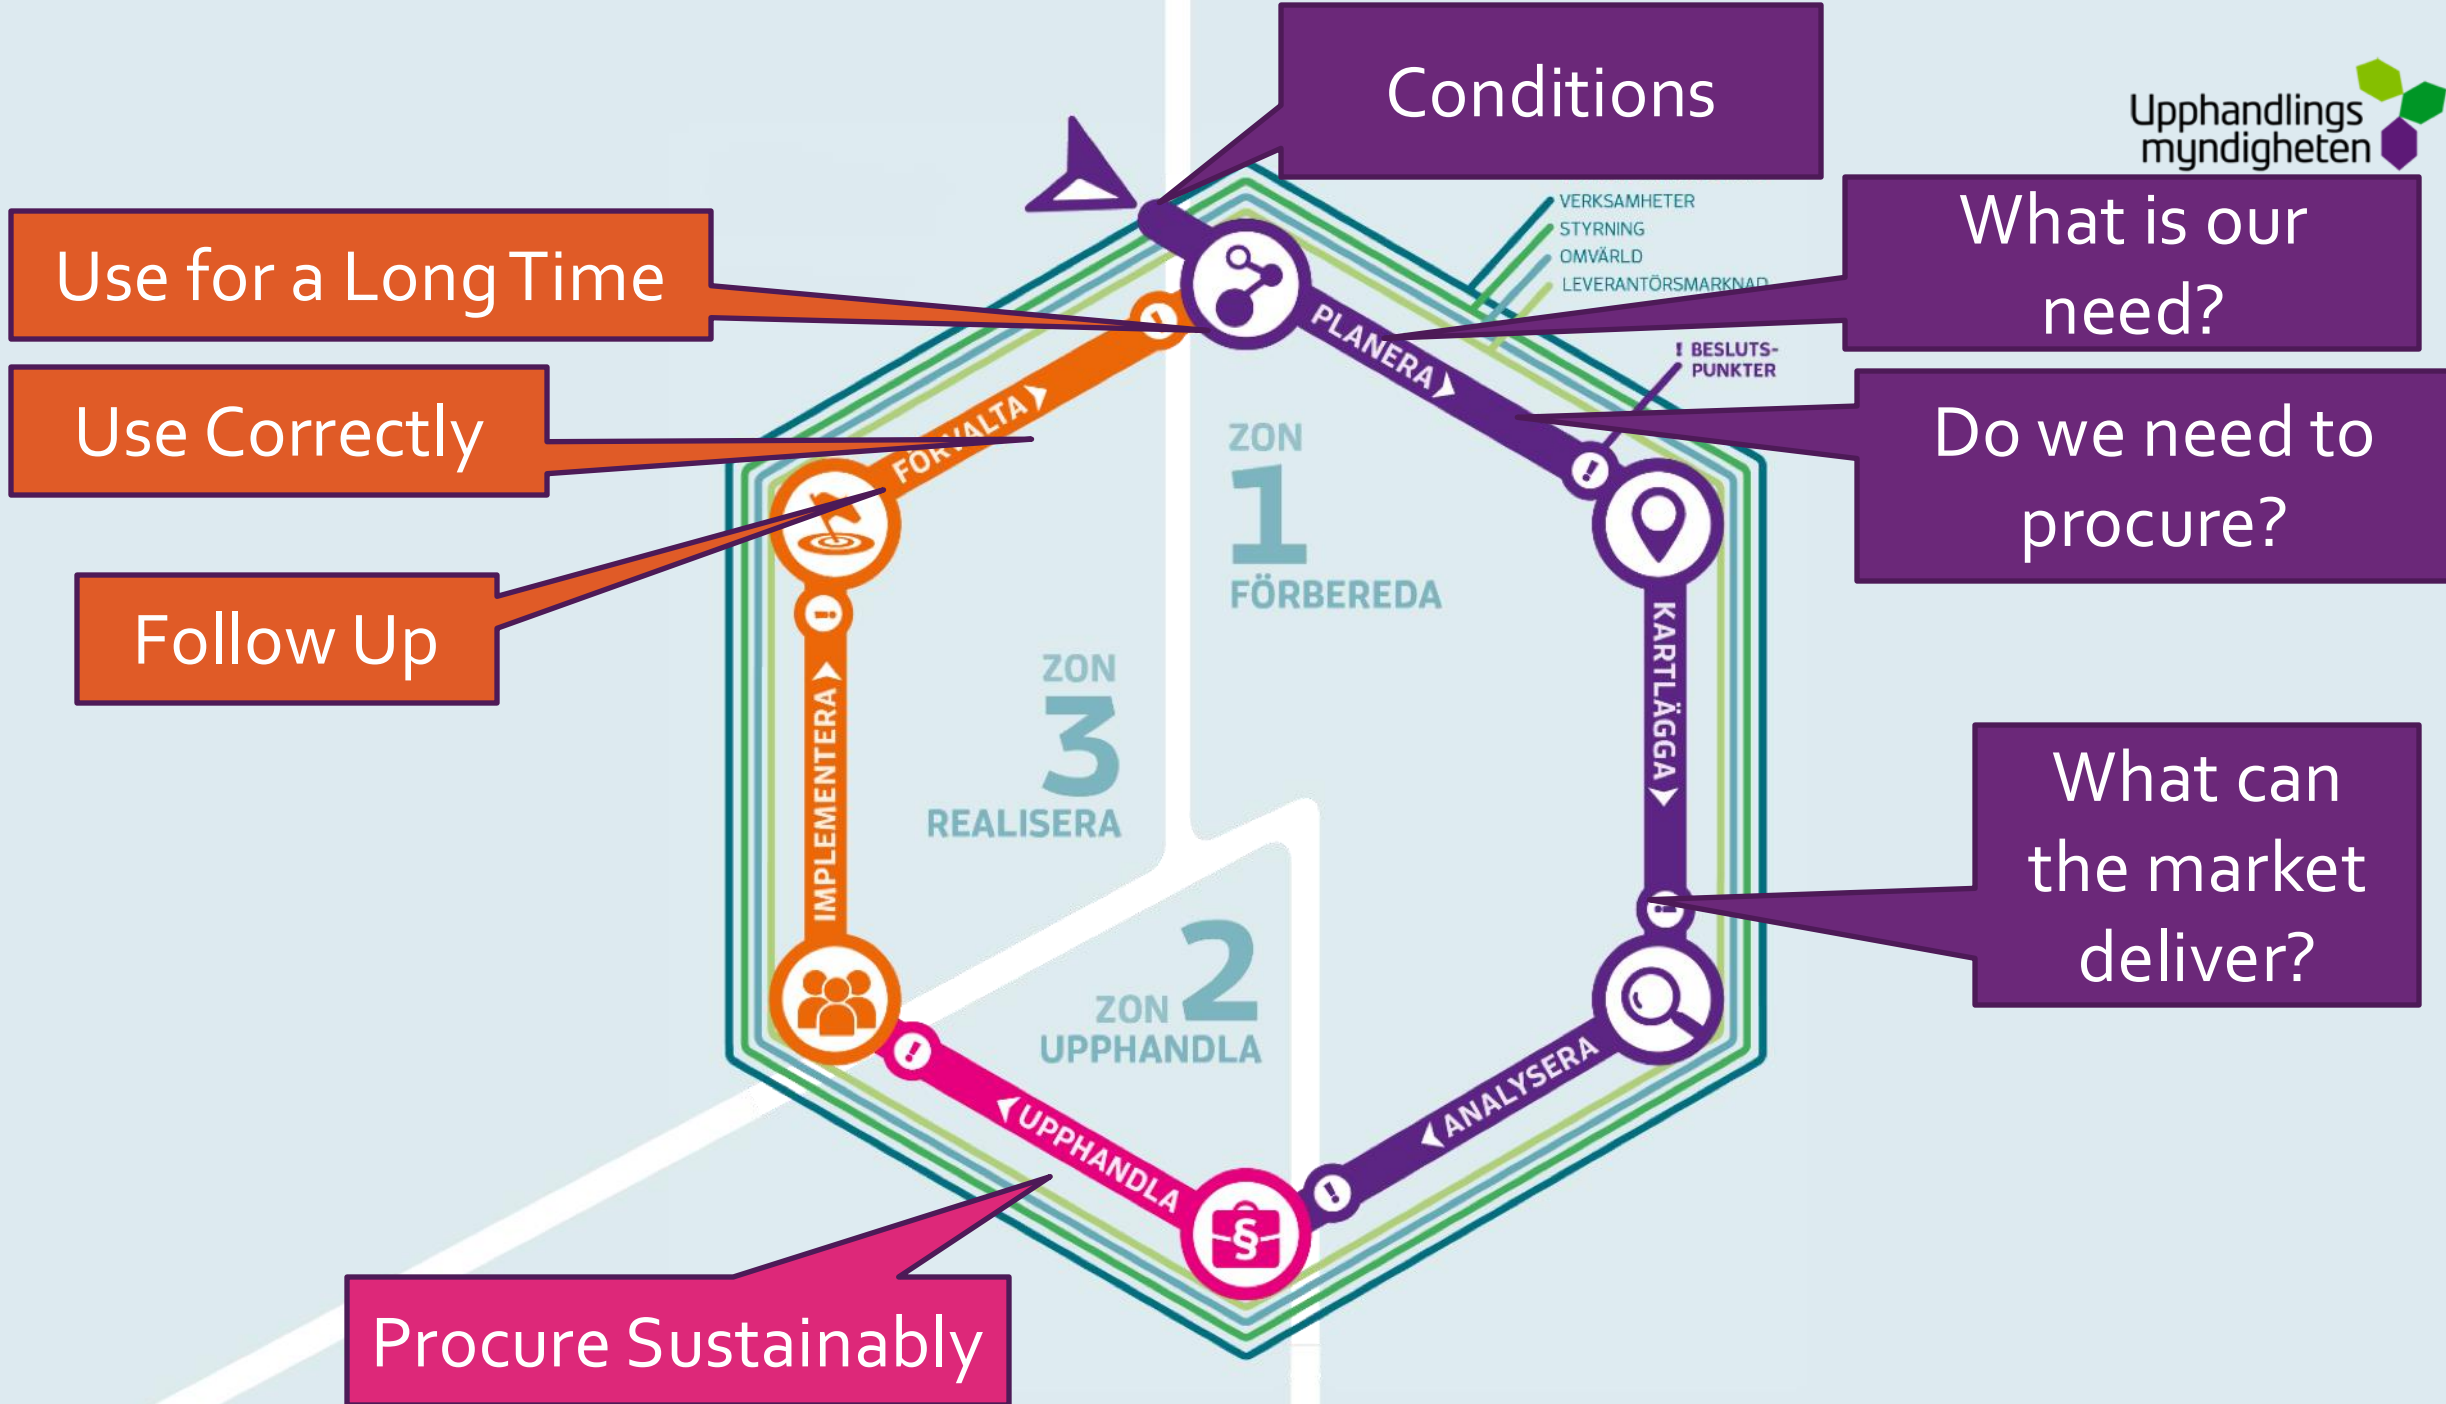 Conditions
Upphandlings
myndigheten
VERKSAMHETER
STYRNING
OMVÄRLD
LEVERANTÖRSMARKNAD
What is our
need?
Use for a Long Time
! BESLUTS-
PUNKTER
PLANERA
Use Correctly
FÖRVALTA
Do we need to
procure?
ZON
1
FÖRBEREDA
Follow Up
KARTLÄGGA
ZON
3
REALISERA
IMPLEMENTERA
What can
the market
deliver?
ZON 2
UPPHANDLA
ANALYSERA
UPPHANDLA
§
Procure Sustainably
!
!
!
!
!
!